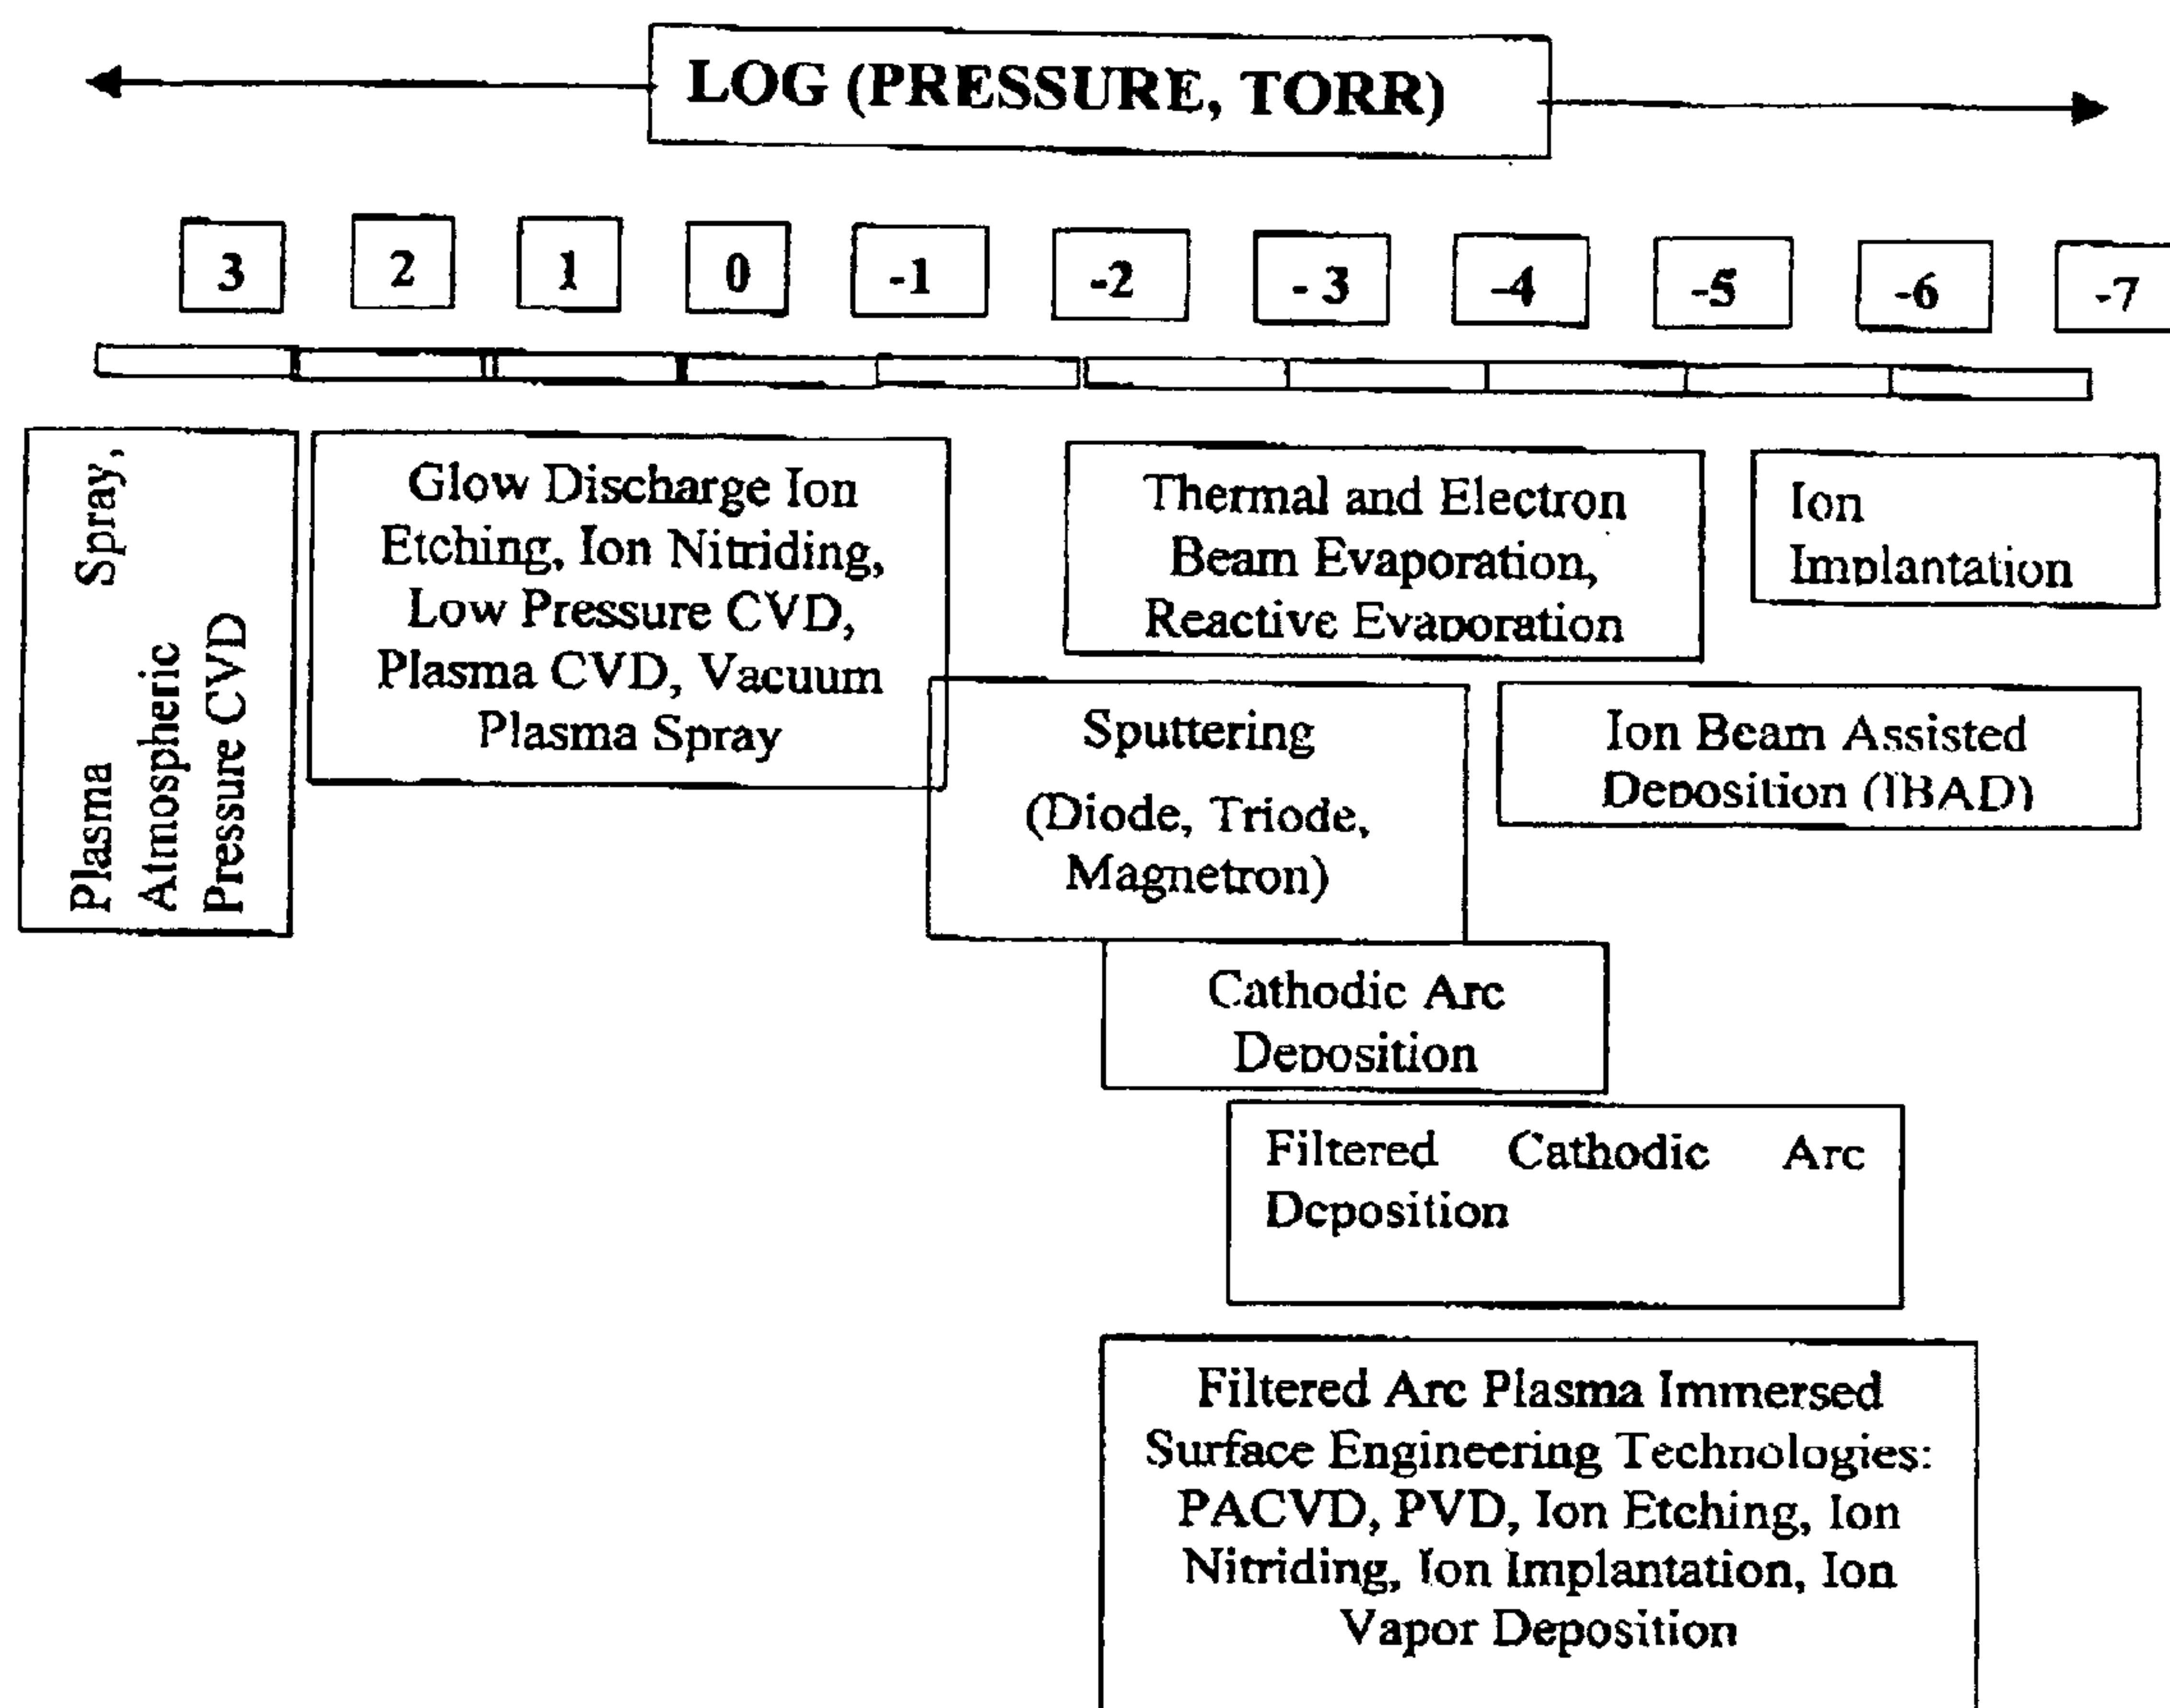 LOG (PRESSURE, TORR)
3 2 1 0 -1 -2 - 3 -4 -5 -6 -7
Plasma Spray,
Atmospheric
Pressure CVD
Glow Discharge Ion
Etching, Ion Nitriding,
Low Pressure CVD,
Plasma CVD, Vacuum
Plasma Spray
Thermal and Electron
Beam Evaporation,
Reactive Evaporation
Ion
Implantation
Sputtering
(Diode, Triode,
Magnetron)
Ion Beam Assisted
Deposition (IBAD)
Cathodic Arc
Deposition
Filtered Cathodic Arc
Deposition
Filtered Arc Plasma Immersed
Surface Engineering Technologies:
PACVD, PVD, Ion Etching, Ion
Nitriding, Ion Implantation, Ion
Vapor Deposition